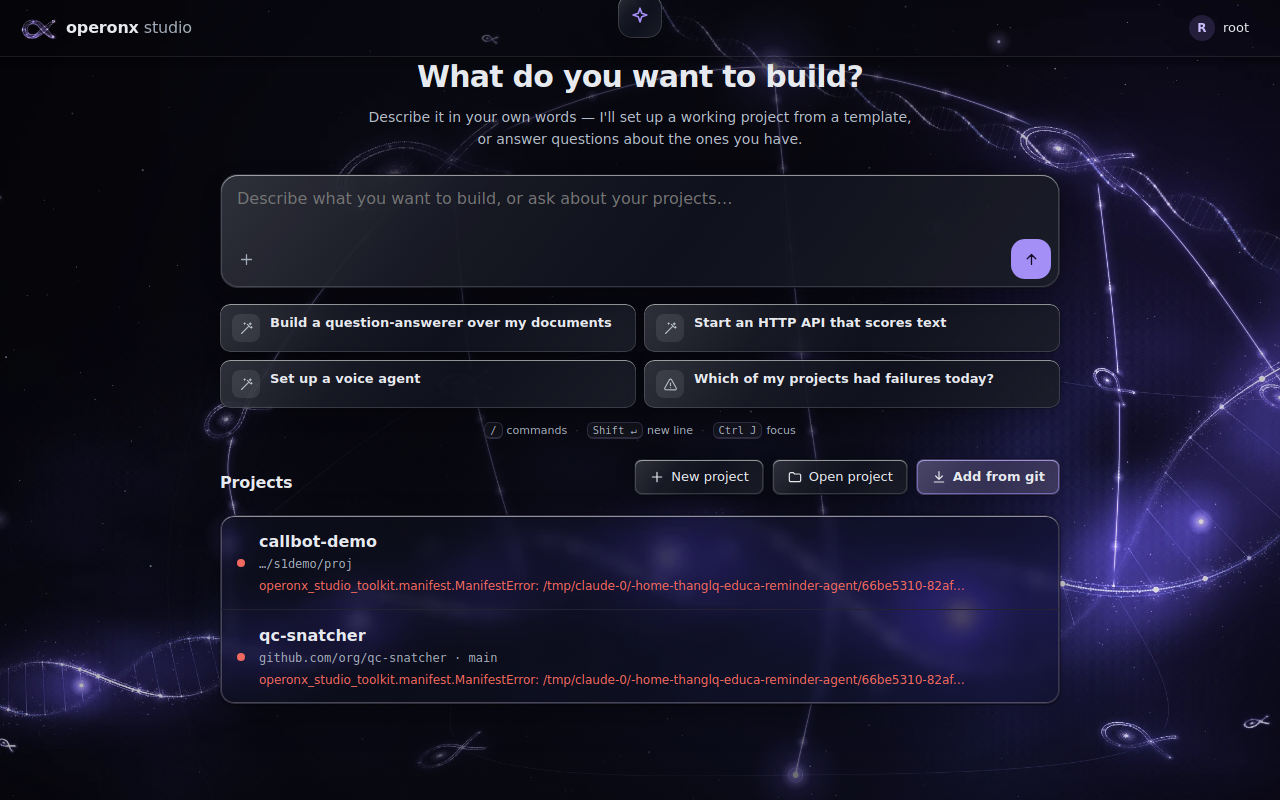 operonx studio
R root
What do you want to build?
Describe it in your own words — I'll set up a working project from a template,
or answer questions about the ones you have.
Describe what you want to build, or ask about your projects…
Build a question-answerer over my documents
Start an HTTP API that scores text
Set up a voice agent
Which of my projects had failures today?
/ commands · Shift ↵ new line · Ctrl J focus
Projects
New project
Open project
Add from git
callbot-demo
…/s1demo/proj
operonx_studio_toolkit.manifest.ManifestError: /tmp/claude-0/-home-thanglq-educa-reminder-agent/66be5310-82af…
qc-snatcher
github.com/org/qc-snatcher · main
operonx_studio_toolkit.manifest.ManifestError: /tmp/claude-0/-home-thanglq-educa-reminder-agent/66be5310-82af…